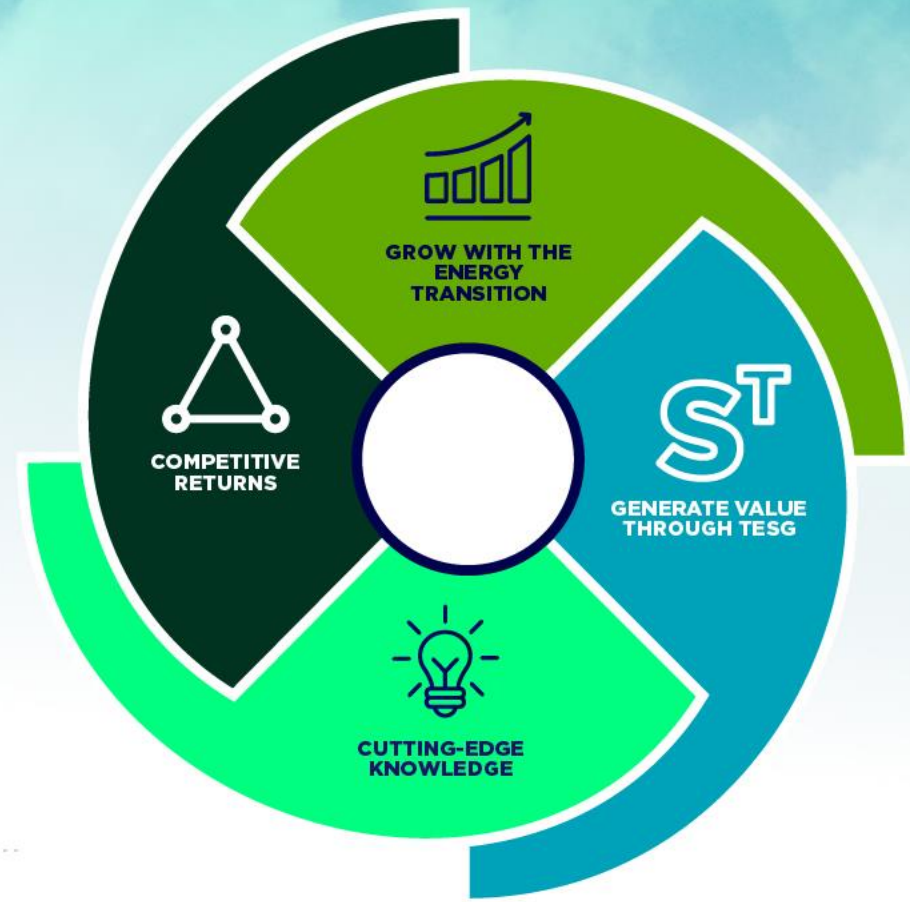 GROW WITH THE
ENERGY
TRANSITION
COMPETITIVE
RETURNS
S^T
GENERATE VALUE
THROUGH TESG
CUTTING-EDGE
KNOWLEDGE